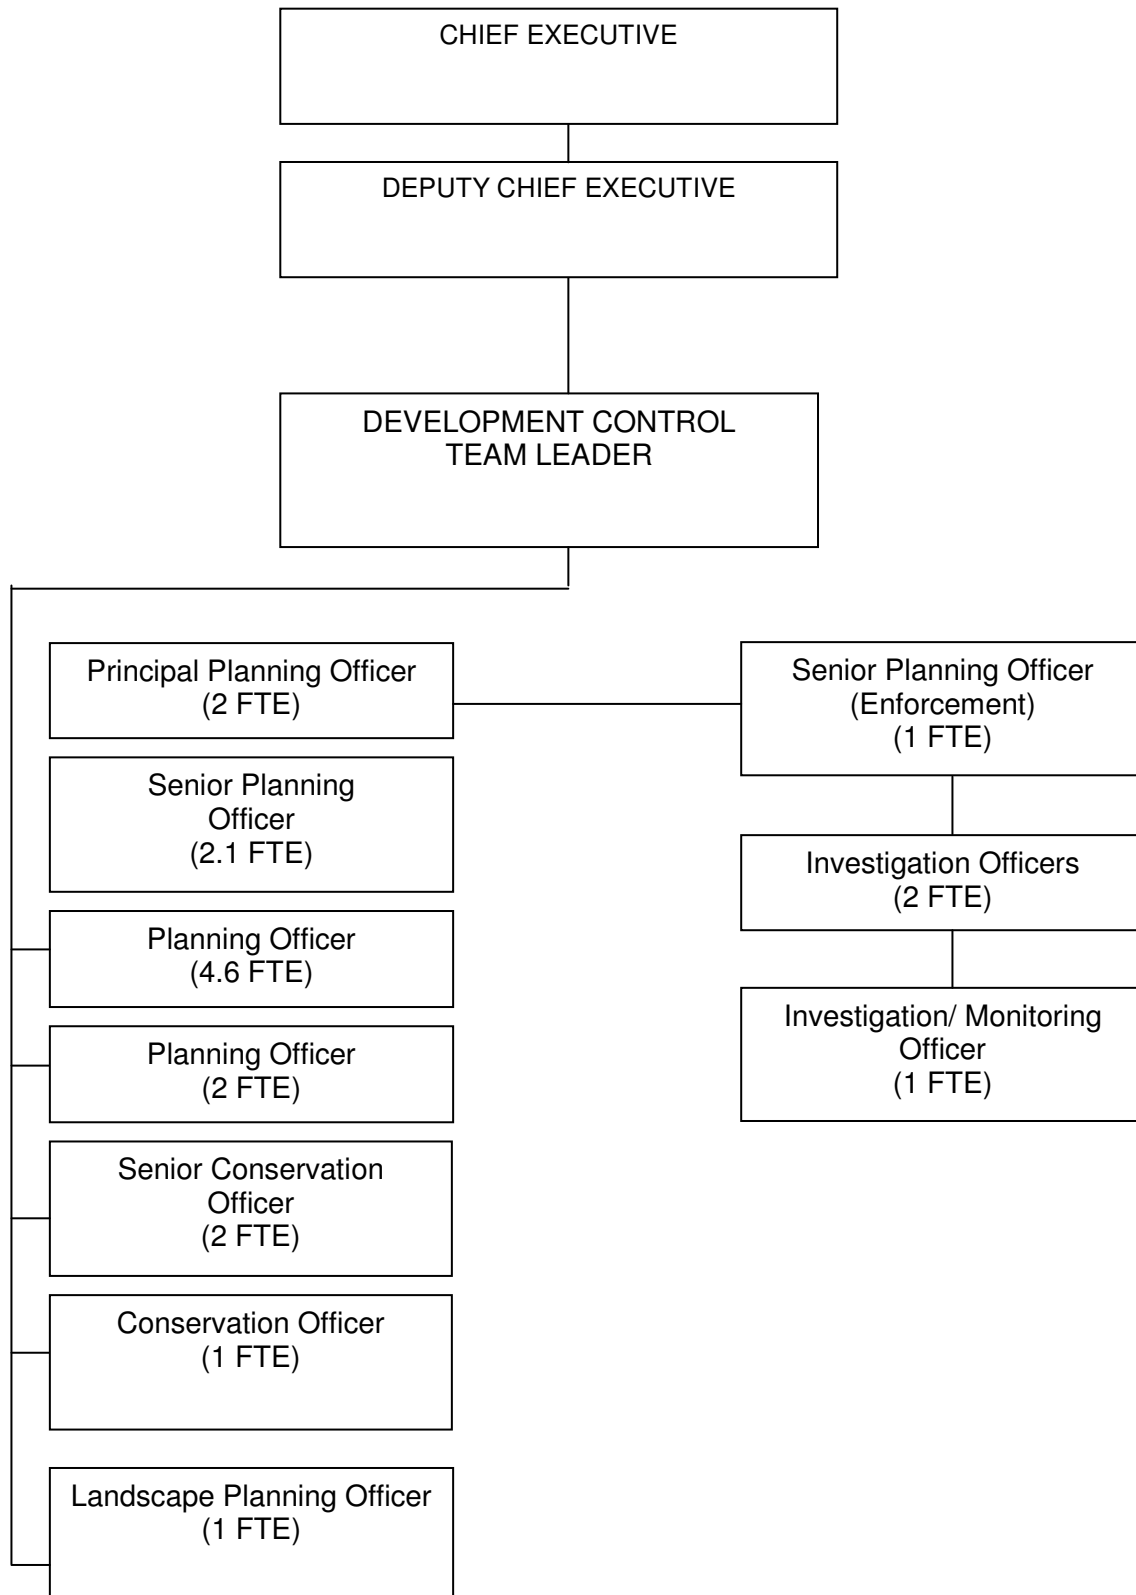 CHIEF EXECUTIVE
DEPUTY CHIEF EXECUTIVE
DEVELOPMENT CONTROL
TEAM LEADER
Principal Planning Officer
(2 FTE)
Senior Planning
Officer
(2.1 FTE)
Planning Officer
(4.6 FTE)
Planning Officer
(2 FTE)
Senior Conservation
Officer
(2 FTE)
Conservation Officer
(1 FTE)
Landscape Planning Officer
(1 FTE)
Senior Planning Officer
(Enforcement)
(1 FTE)
Investigation Officers
(2 FTE)
Investigation/ Monitoring
Officer
(1 FTE)